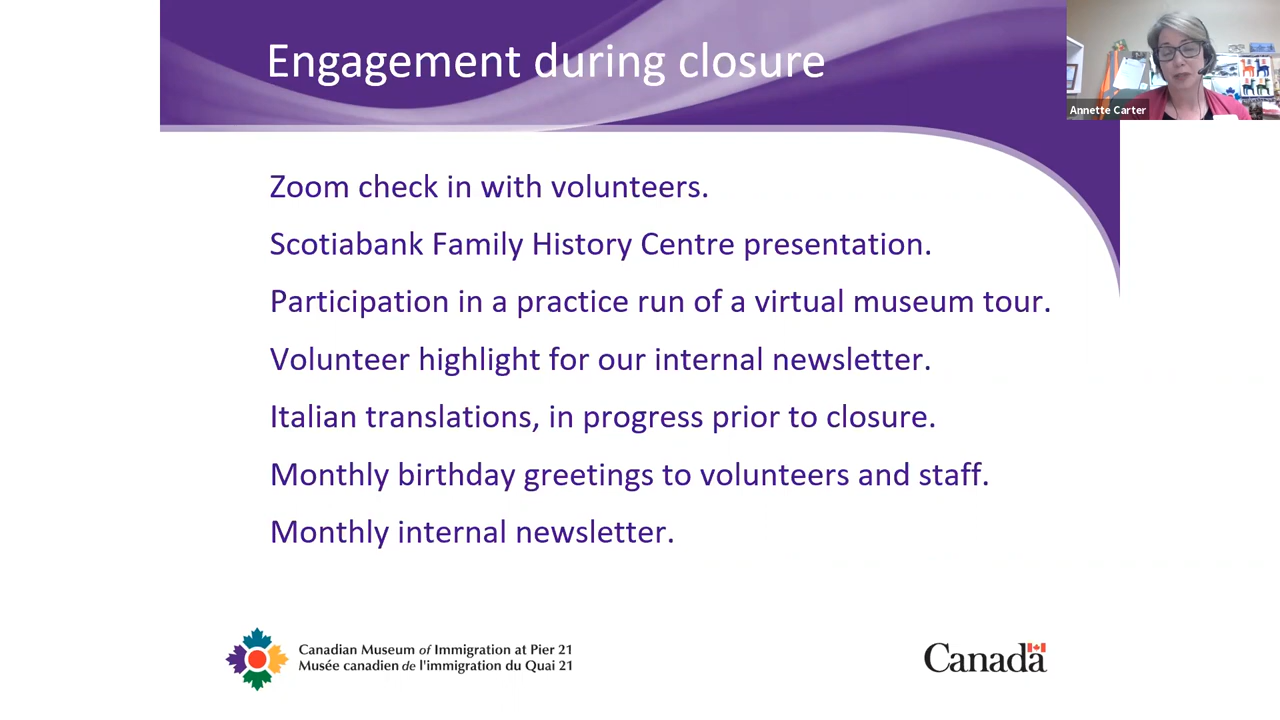 Engagement during closure
Annette Carter
Zoom check in with volunteers.
Scotiabank Family History Centre presentation.
Participation in a practice run of a virtual museum tour.
Volunteer highlight for our internal newsletter.
Italian translations, in progress prior to closure.
Monthly birthday greetings to volunteers and staff.
Monthly internal newsletter.
Canadian Museum of Immigration at Pier 21
Musée canadien de l'immigration du Quai 21
Canada